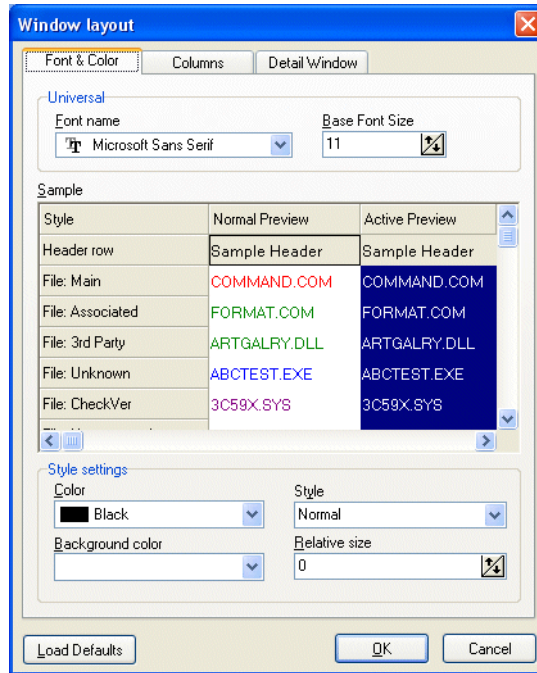 Window layout
Font & Color Columns Detail Window
Universal
Font name Base Font Size
Microsoft Sans Serif 11
Sample
Style Normal Preview Active Preview
Header row Sample Header Sample Header
File: Main COMMAND.COM COMMAND.COM
File: Associated FORMAT.COM FORMAT.COM
File: 3rd Party ARTGALRY.DLL ARTGALRY.DLL
File: Unknown ABCTEST.EXE ABCTEST.EXE
File: CheckVer 3C59X.SYS 3C59X.SYS
Style settings
Color Style
Black Normal
Background color Relative size
0
Load Defaults OK Cancel